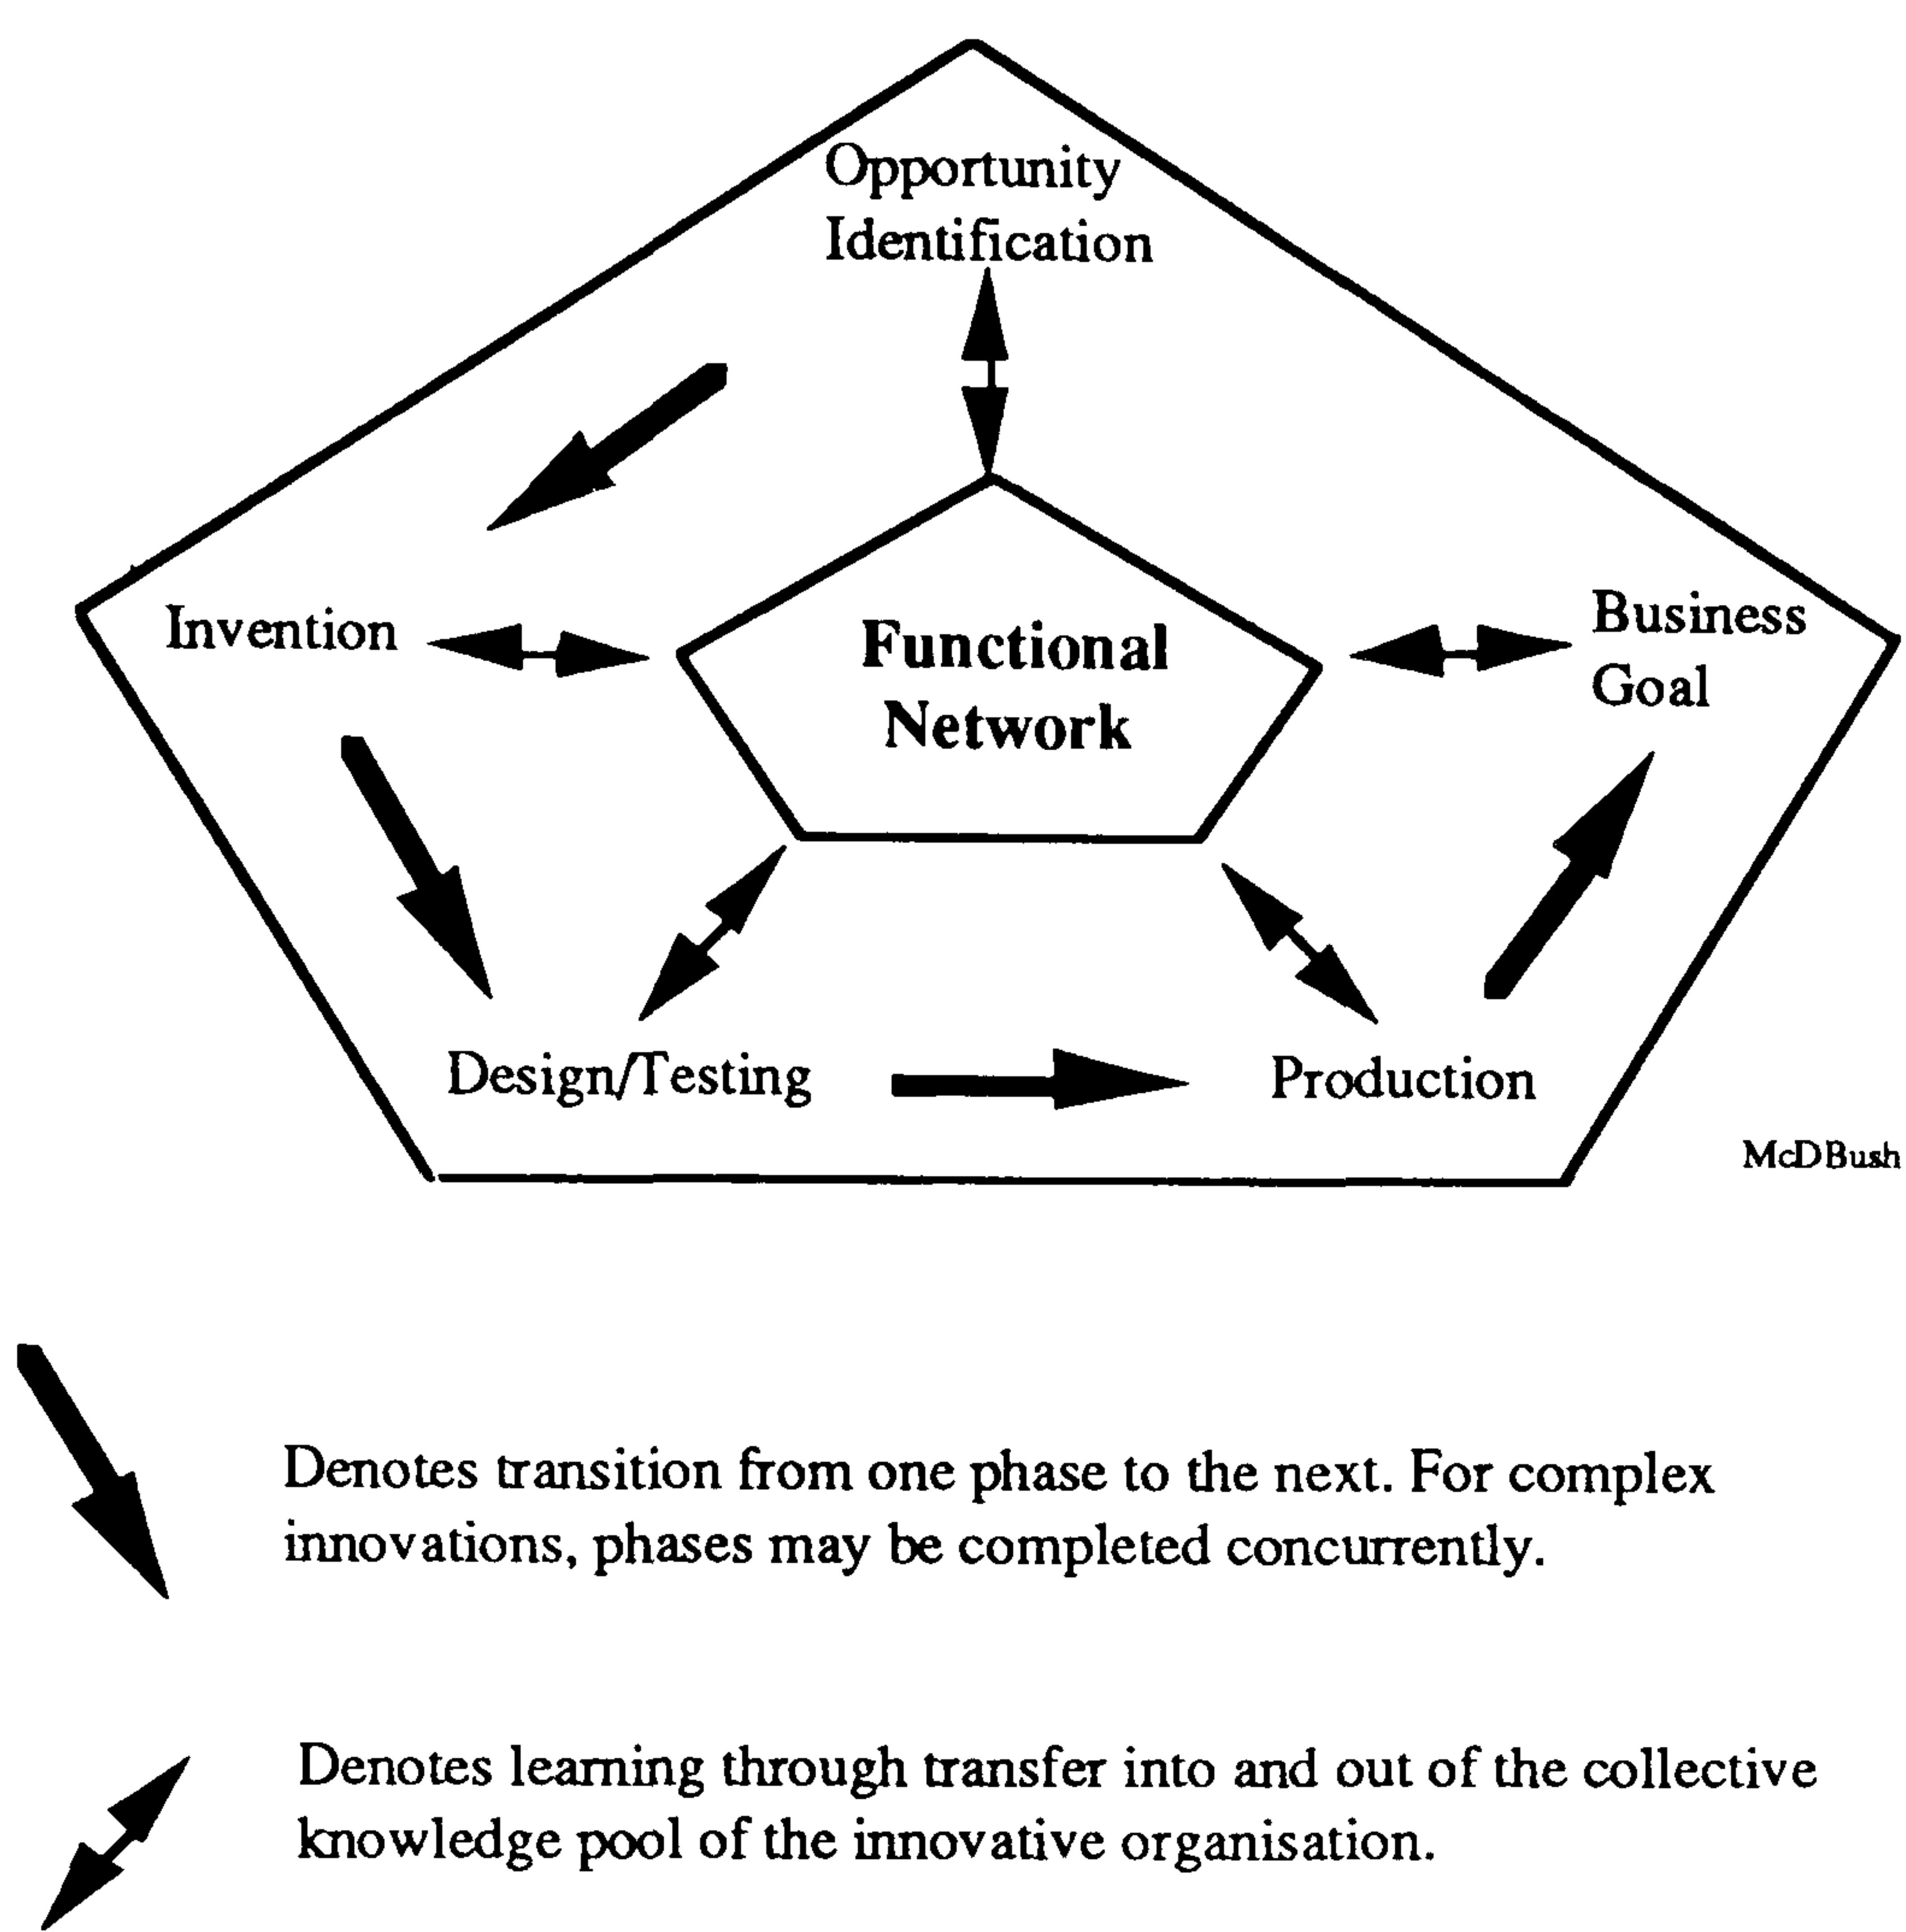 Opportunity
Identification
Invention
Functional
Network
Business
Goal
Design/Testing
Production
McDBush
Denotes transition from one phase to the next. For complex
innovations, phases may be completed concurrently.
Denotes learning through transfer into and out of the collective
knowledge pool of the innovative organisation.